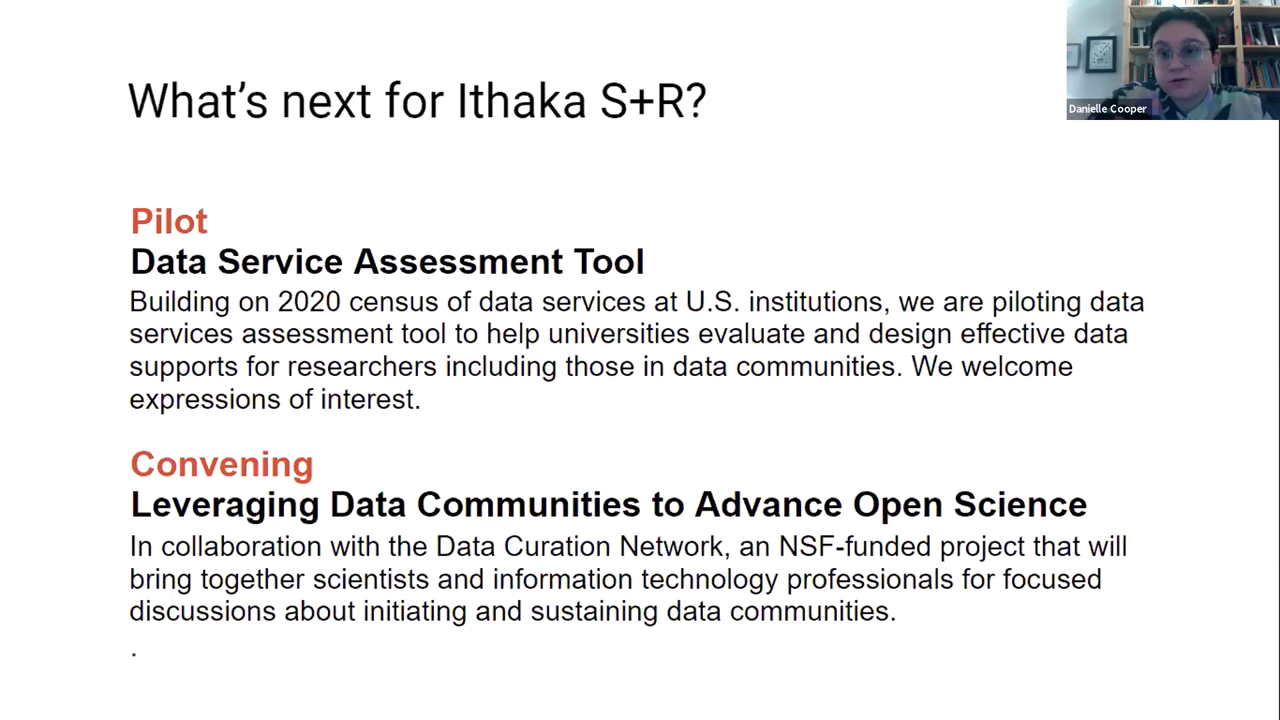 What's next for Ithaka S+R?
Danielle Cooper
Pilot
Data Service Assessment Tool
Building on 2020 census of data services at U.S. institutions, we are piloting data
services assessment tool to help universities evaluate and design effective data
supports for researchers including those in data communities. We welcome
expressions of interest.
Convening
Leveraging Data Communities to Advance Open Science
In collaboration with the Data Curation Network, an NSF-funded project that will
bring together scientists and information technology professionals for focused
discussions about initiating and sustaining data communities.
.